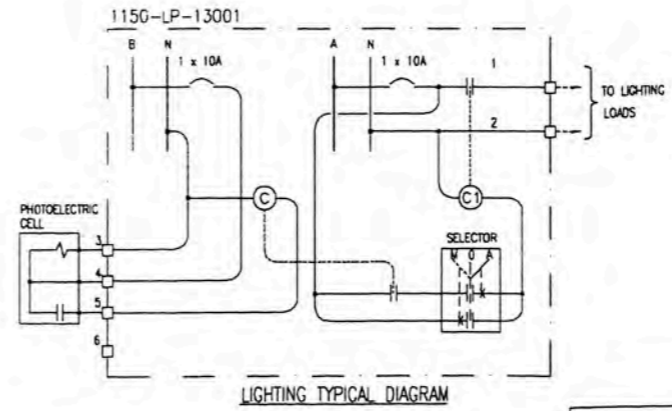 1150-LP-13001
B N A N
1 x 10A 1 x 10A 1
TO LIGHTING
LOADS
2
C C1
PHOTOELECTRIC
CELL
3
4
5
6
SELECTOR
M O A
LIGHTING TYPICAL DIAGRAM